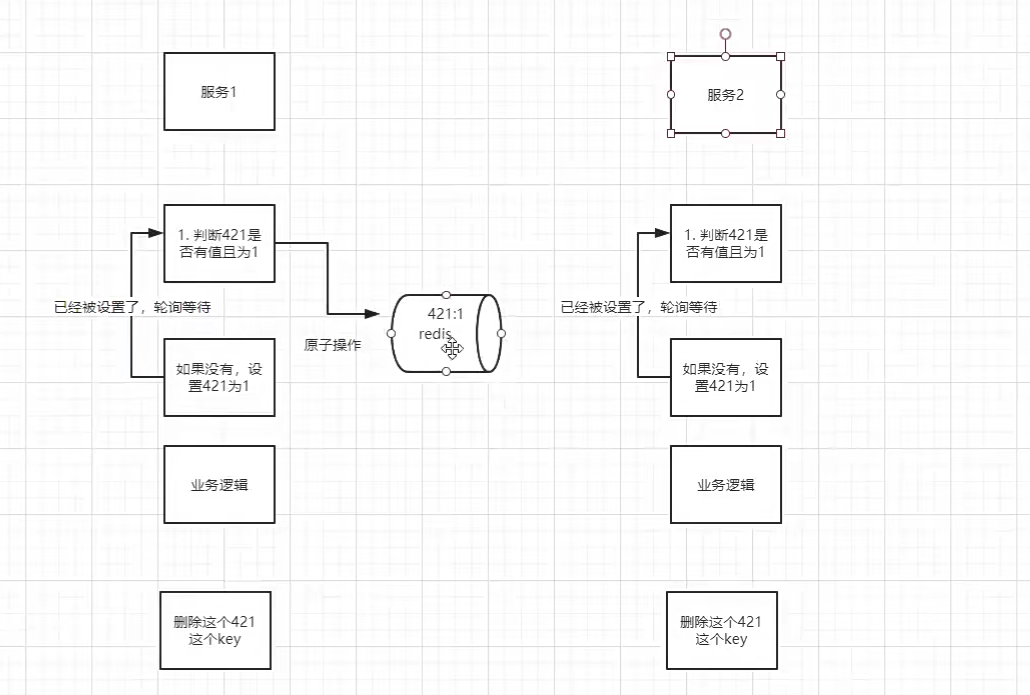 服务1
服务2
1. 判断421是
否有值且为1
1. 判断421是
否有值且为1
已经被设置了，轮询等待
421:1
redis
已经被设置了，轮询等待
原子操作
如果没有，设
置421为1
如果没有，设
置421为1
业务逻辑
业务逻辑
删除这个421
这个key
删除这个421
这个key